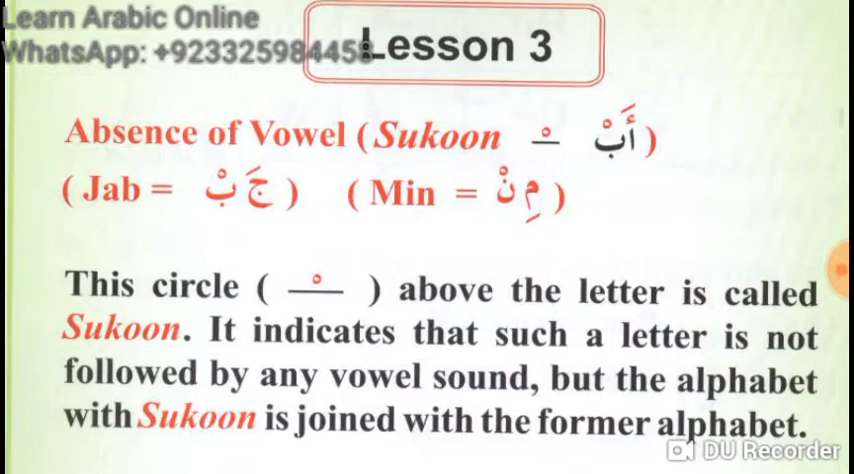 Learn Arabic Online
WhatsApp: +923325984458
Lesson 3
Absence of Vowel ( Sukoon ـْ أَبْ )
( Jab = جَ بْ ) ( Min = مِ نْ )
This circle ( ـْ ) above the letter is called
Sukoon. It indicates that such a letter is not
followed by any vowel sound, but the alphabet
with Sukoon is joined with the former alphabet.
DU Recorder